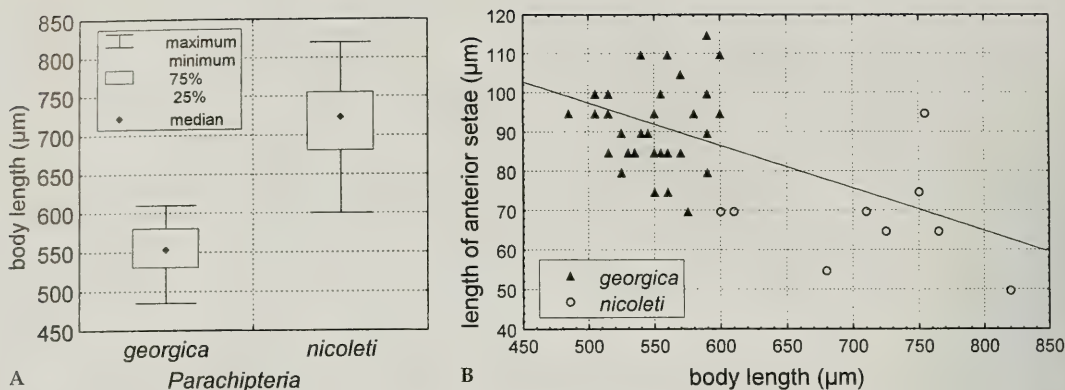 850
800
750
700
650
600
550
500
450
body length (µm)
maximum
minimum
75%
25%
median
georgica nicoleti
Parachipteria
A
120
110
100
90
80
70
60
50
40
length of anterior setae (µm)
georgica
nicoleti
450 500 550 600 650 700 750 800 850
body length (µm)
B